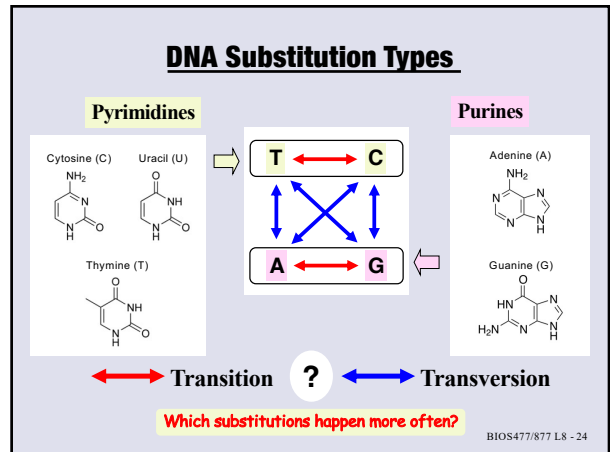 DNA Substitution Types
Pyrimidines
Purines
Cytosine (C) Uracil (U)
NH₂
N
N
H
O
O
NH
N
H
O
Thymine (T)
O
NH
N
H
O
T C
A G
Adenine (A)
NH₂
N
N
N
N
H
Guanine (G)
O
HN
N
H₂N
N
N
H
Transition ? Transversion
Which substitutions happen more often?
BIOS477/877 L8 - 24